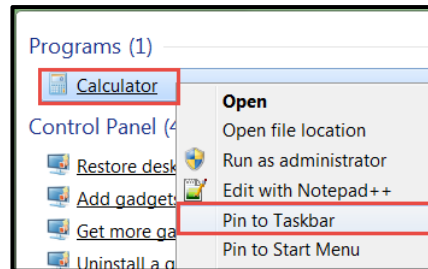 Programs (1)
Calculator
Open
Control Panel (4
Open file location
Restore desk
Run as administrator
Add gadget
Edit with Notepad++
Get more ga
Pin to Taskbar
Uninstall a g
Pin to Start Menu